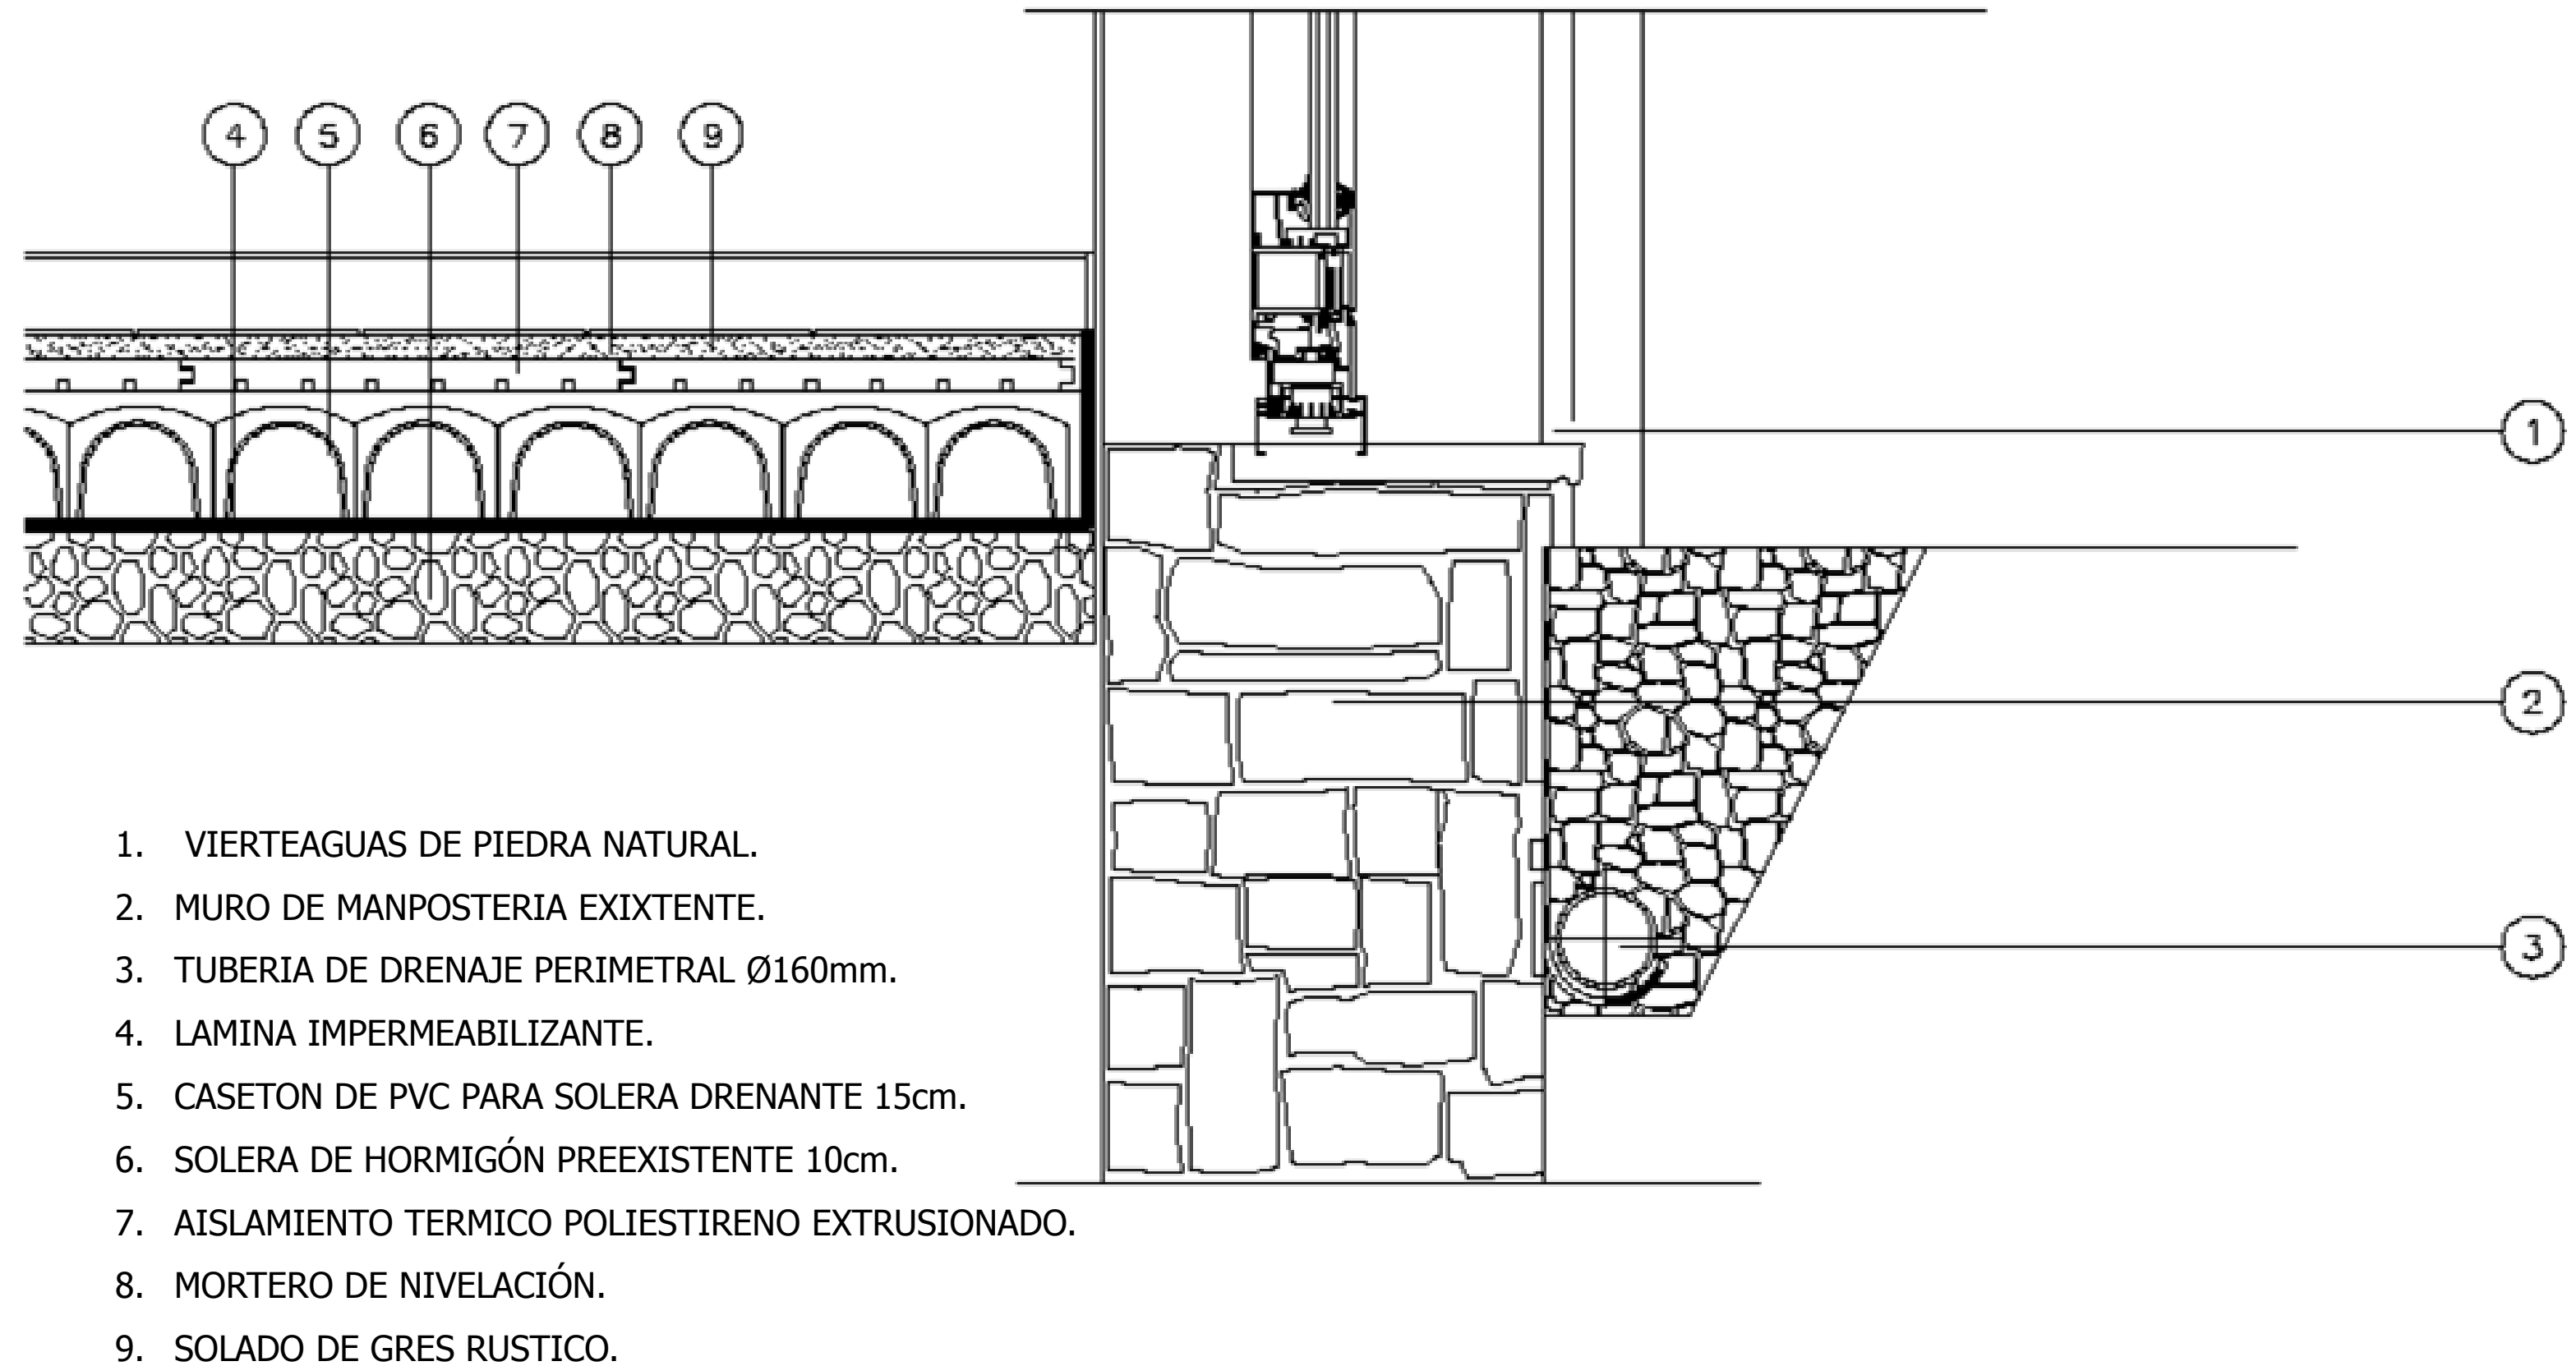 4 5 6 7 8 9
1
2
1. VIERTEAGUAS DE PIEDRA NATURAL.
2. MURO DE MANPOSTERIA EXIXTENTE.
3
3. TUBERIA DE DRENAJE PERIMETRAL Ø160mm.
4. LAMINA IMPERMEABILIZANTE.
5. CASETON DE PVC PARA SOLERA DRENANTE 15cm.
6. SOLERA DE HORMIGÓN PREEXISTENTE 10cm.
7. AISLAMIENTO TERMICO POLIESTIRENO EXTRUSIONADO.
8. MORTERO DE NIVELACIÓN.
9. SOLADO DE GRES RUSTICO.